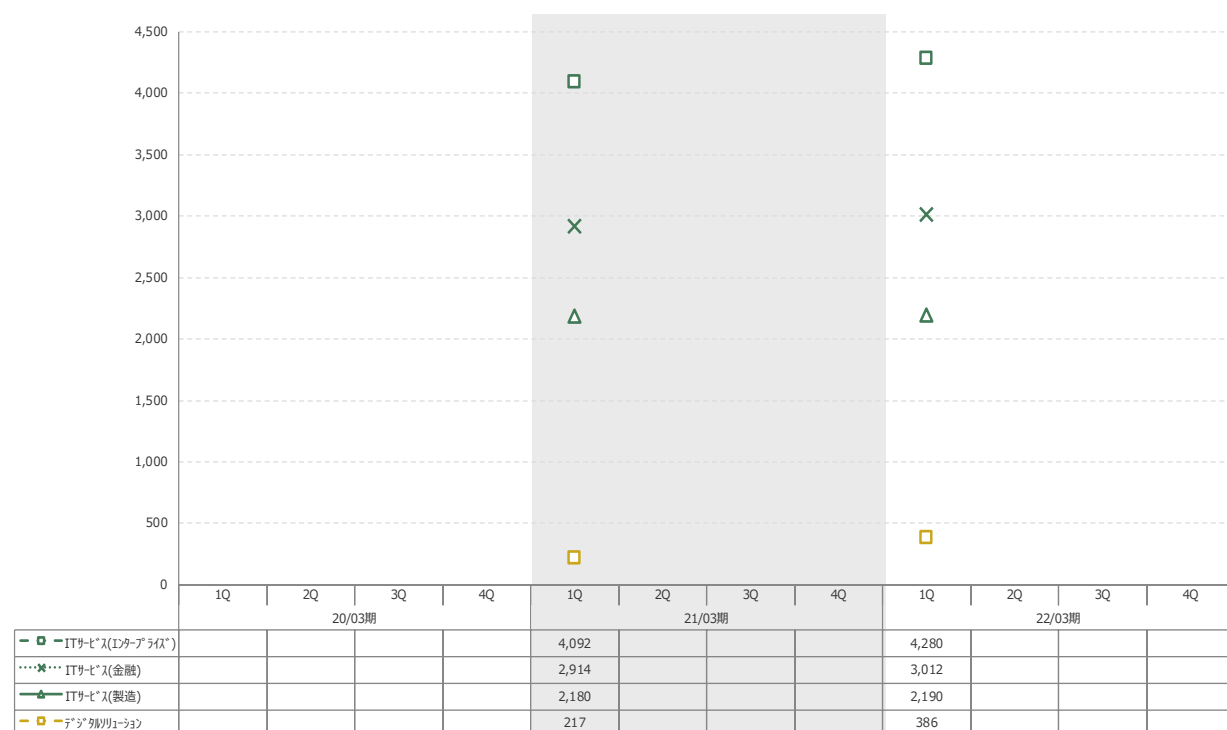 4,500
4,000
3,500
3,000
2,500
2,000
1,500
1,000
500
0
1Q 2Q 3Q 4Q 1Q 2Q 3Q 4Q 1Q 2Q 3Q 4Q
20/03期 21/03期 22/03期
ITｻｰﾋﾞｽ(ｴﾝﾀｰﾌﾟﾗｲｽﾞ) 4,092 4,280
ITｻｰﾋﾞｽ(金融) 2,914 3,012
ITｻｰﾋﾞｽ(製造) 2,180 2,190
ﾃﾞｼﾞﾀﾙｿﾘｭｰｼｮﾝ 217 386